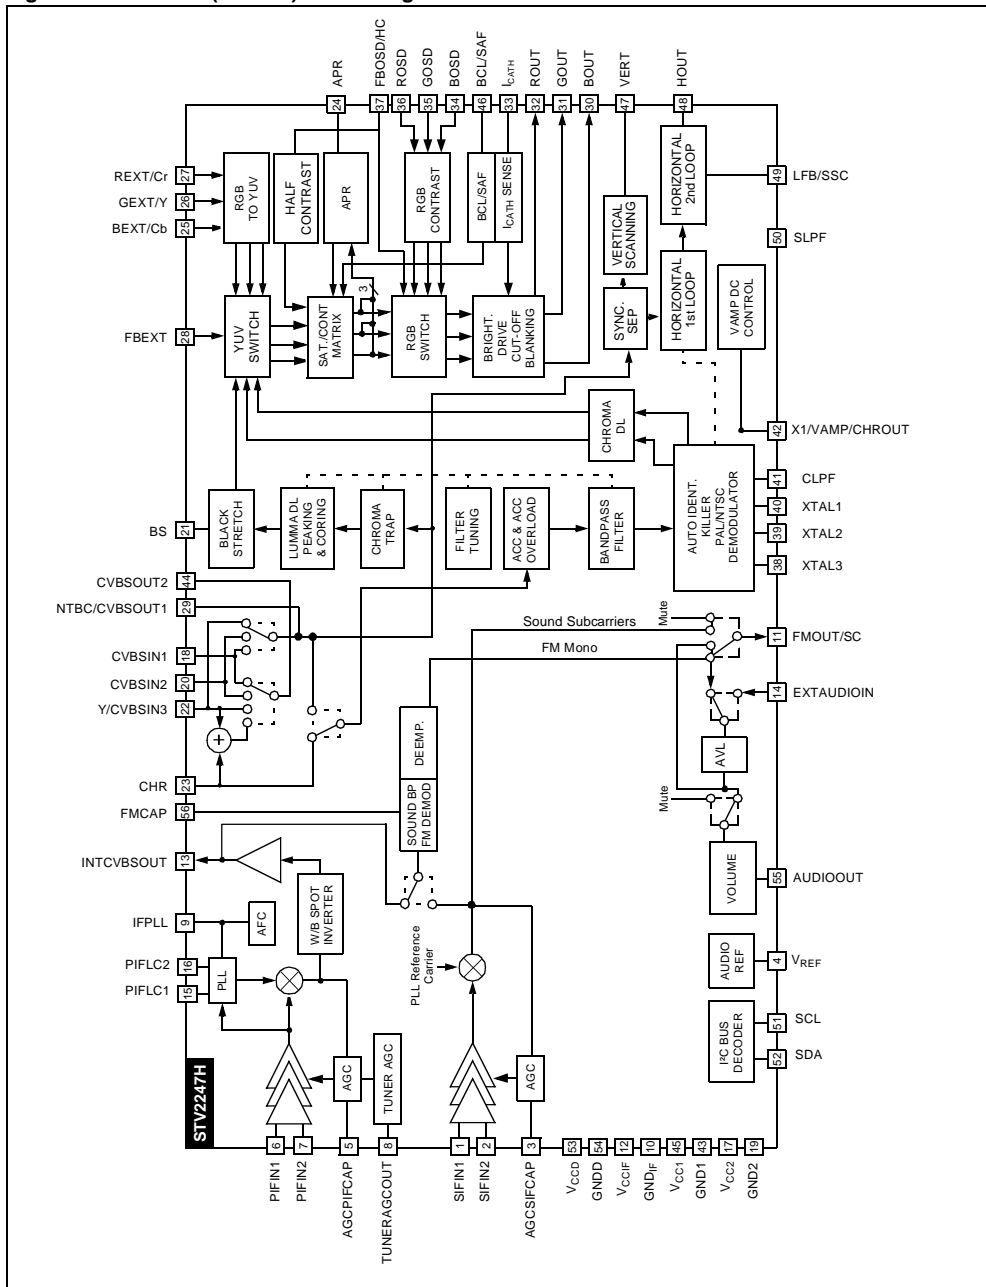 APR
FBOSD/HC
ROSD
GOSD
BOSD
BCL/SAF
ICATH
ROUT
GOUT
BOUT
VERT
HOUT
24
37
36
35
34
46
33
32
31
30
47
48
REXT/Cr
27
GEXT/Y
26
BEXT/Cb
25
FBEXT
28
RGB
TO YUV
HALF
CONTRAST
APR
RGB
CONTRAST
BCL/SAF
ICATH SENSE
VERTICAL
SCANNING
HORIZONTAL
2nd LOOP
49
LFB/SSC
50
SLPF
YUV
SWITCH
SAT./CONT
MATRIX
3
RGB
SWITCH
BRIGHT.
DRIVE
CUT-OFF
BLANKING
SYNC.
SEP
HORIZONTAL
1st LOOP
VAMP DC
CONTROL
CHROMA
DL
42
X1/VAMP/CHROUT
41
CLPF
40
XTAL1
39
XTAL2
38
XTAL3
BS
21
BLACK
STRETCH
LUMMA DL
PEAKING
& CORING
CHROMA
TRAP
FILTER
TUNING
ACC & ACC
OVERLOAD
BANDPASS
FILTER
AUTO IDENT.
KILLER
PAL/NTSC
DEMODULATOR
CVBSOUT2
44
NTBC/CVBSOUT1
29
CVBSIN1
18
CVBSIN2
20
Y/CVBSIN3
22
+
CHR
23
FMCAP
56
INTCVBSOUT
13
IFPLL
9
PIFLC2
16
PIFLC1
15
Sound Subcarriers
FM Mono
Mute
11
FMOUT/SC
14
EXTAUDIOIN
DEEMP.
SOUND BP
FM DEMOD
AVL
Mute
VOLUME
55
AUDIOOUT
AFC
W/B SPOT
INVERTER
PLL
PLL Reference
Carrier
AUDIO
REF
4
VREF
I²C BUS
DECODER
51
SCL
52
SDA
STV2247H
AGC
TUNER AGC
AGC
6
7
5
8
1
2
3
53
54
12
10
45
43
17
19
PIFIN1
PIFIN2
AGCPIFCAP
TUNERAGCOUT
SIFIN1
SIFIN2
AGCSIFCAP
VCCD
GNDD
VCCIF
GNDIF
VCC1
GND1
VCC2
GND2